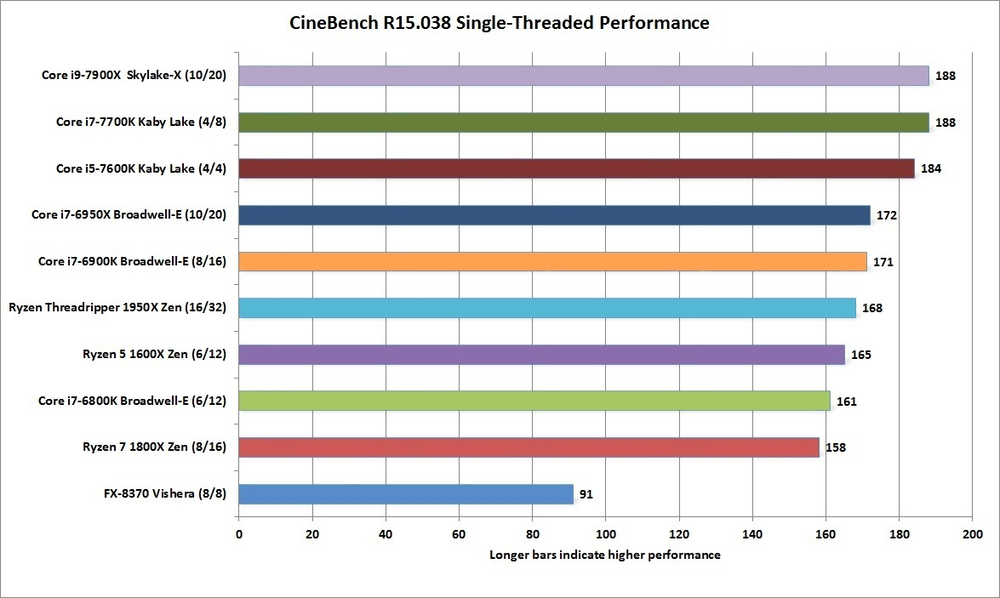 CineBench R15.038 Single-Threaded Performance
Core i9-7900X  Skylake-X (10/20) 188
Core i7-7700K Kaby Lake (4/8) 188
Core i5-7600K Kaby Lake (4/4) 184
Core i7-6950X Broadwell-E (10/20) 172
Core i7-6900K Broadwell-E (8/16) 171
Ryzen Threadripper 1950X Zen (16/32) 168
Ryzen 5 1600X Zen (6/12) 165
Core i7-6800K Broadwell-E (6/12) 161
Ryzen 7 1800X Zen (8/16) 158
FX-8370 Vishera (8/8) 91
0 20 40 60 80 100 120 140 160 180 200
Longer bars indicate higher performance